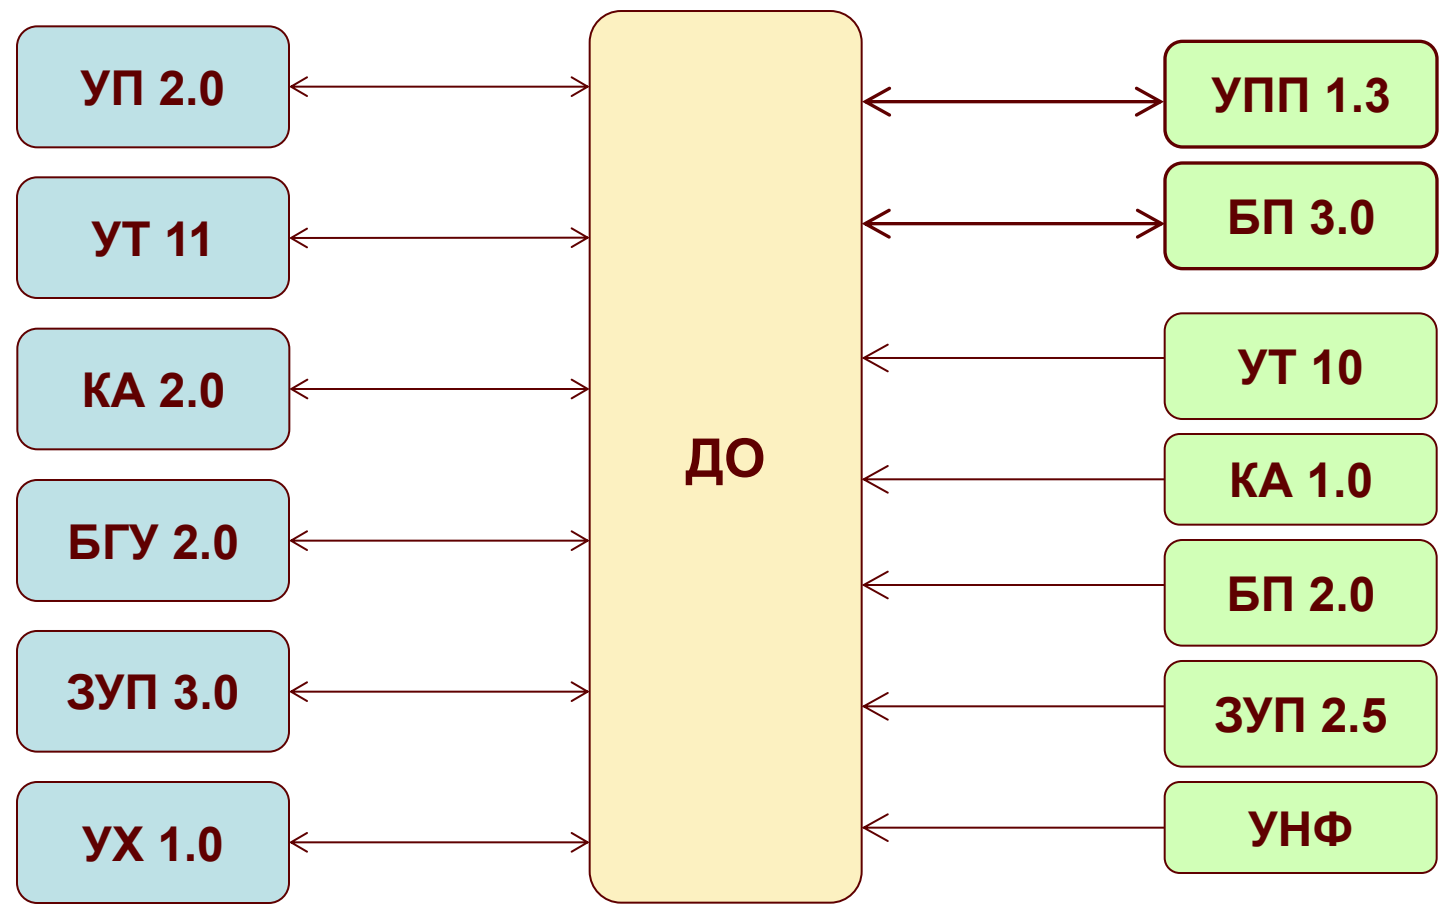 УП 2.0
УТ 11
КА 2.0
БГУ 2.0
ЗУП 3.0
УХ 1.0
ДО
УПП 1.3
БП 3.0
УТ 10
КА 1.0
БП 2.0
ЗУП 2.5
УНФ